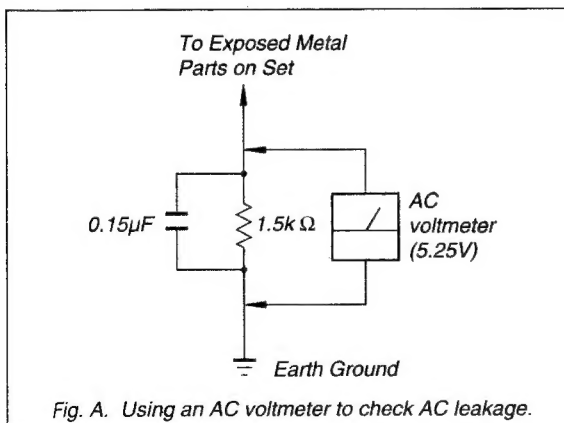 To Exposed Metal
Parts on Set
0.15µF
1.5k Ω
AC
voltmeter
(5.25V)
Earth Ground
Fig. A. Using an AC voltmeter to check AC leakage.